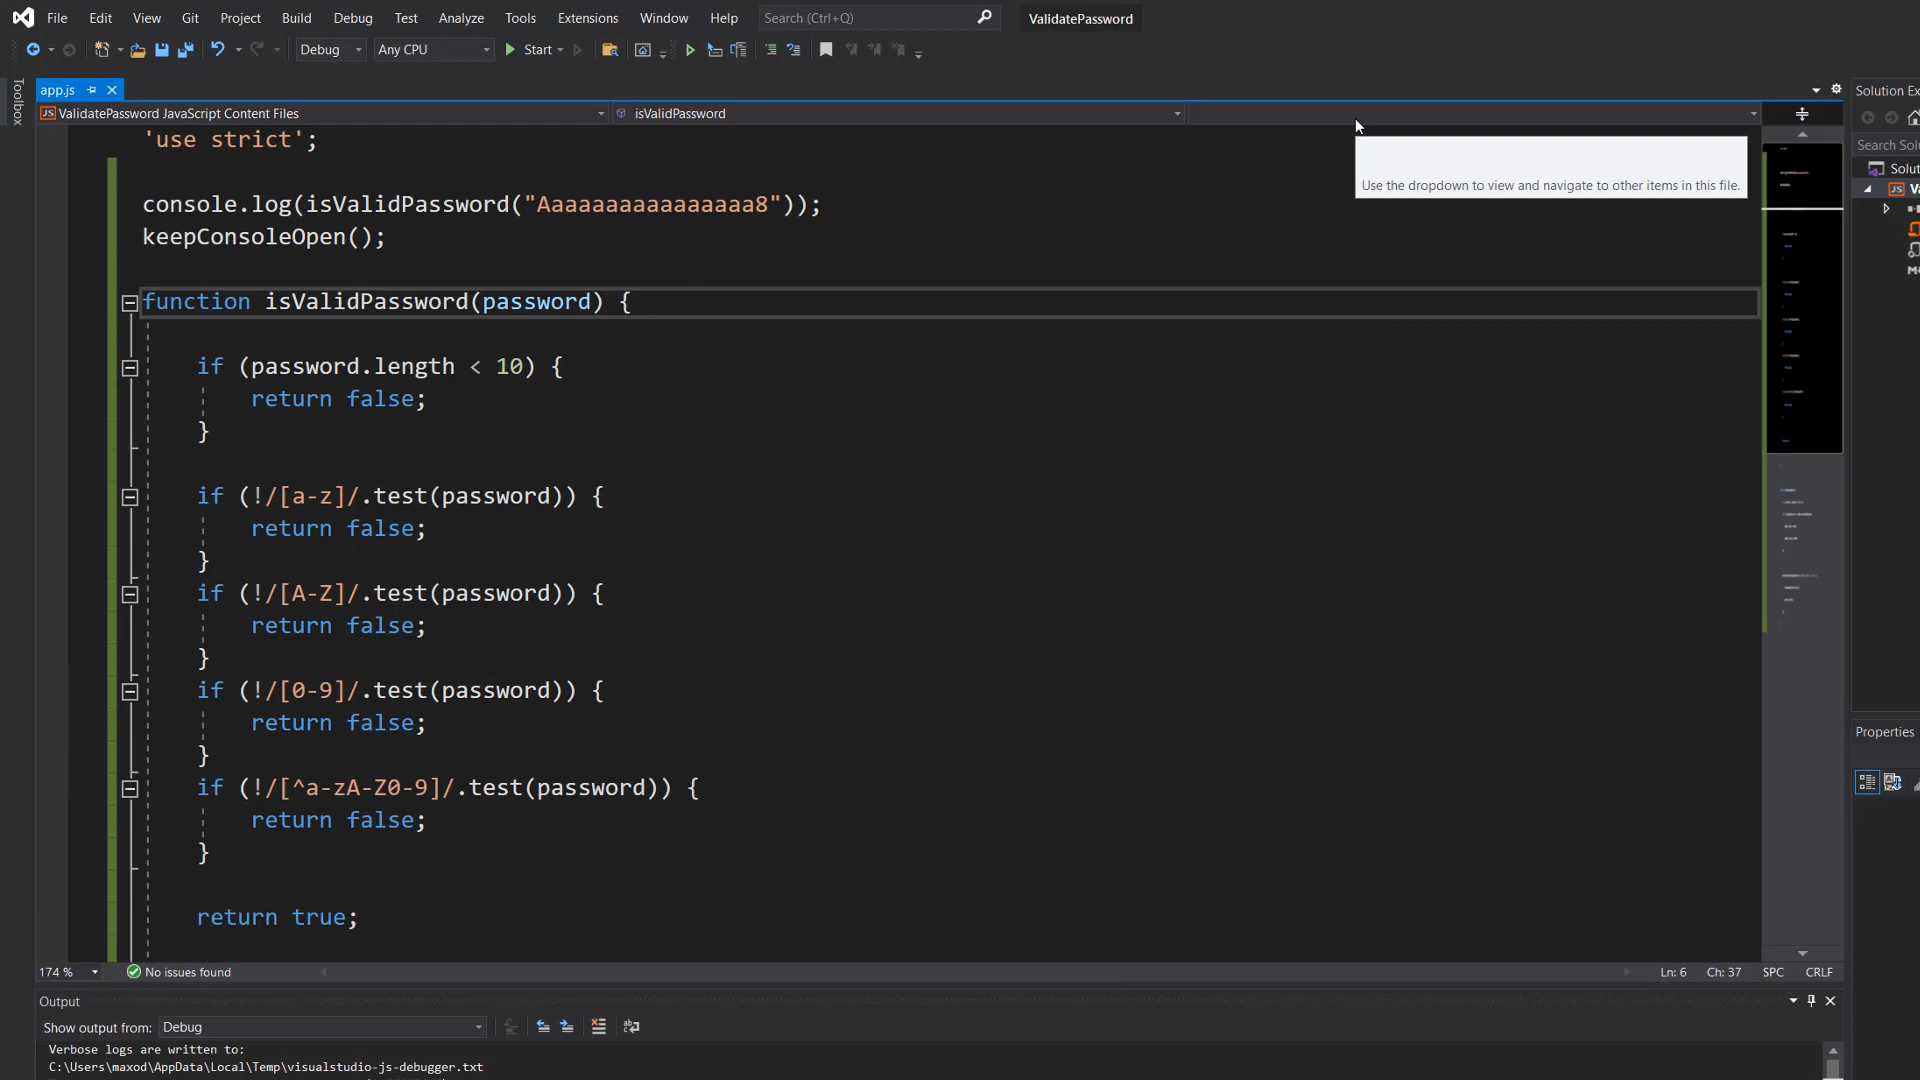 File Edit View Git Project Build Debug Test Analyze Tools Extensions Window Help Search (Ctrl+Q) ValidatePassword
Debug Any CPU Start
Toolbox
app.js
Solution Ex
JS ValidatePassword JavaScript Content Files isValidPassword
Use the dropdown to view and navigate to other items in this file.
Search Solu
Solut
JS
'use strict';
console.log(isValidPassword("Aaaaaaaaaaaaaaaa8"));
keepConsoleOpen();
function isValidPassword(password) {
if (password.length < 10) {
return false;
}
if (!/[a-z]/.test(password)) {
return false;
}
if (!/[A-Z]/.test(password)) {
return false;
}
if (!/[0-9]/.test(password)) {
return false;
}
if (!/[^a-zA-Z0-9]/.test(password)) {
return false;
}
return true;
Properties
174 % No issues found Ln: 6 Ch: 37 SPC CRLF
Output
Show output from: Debug
Verbose logs are written to:
C:\Users\maxod\AppData\Local\Temp\visualstudio-js-debugger.txt